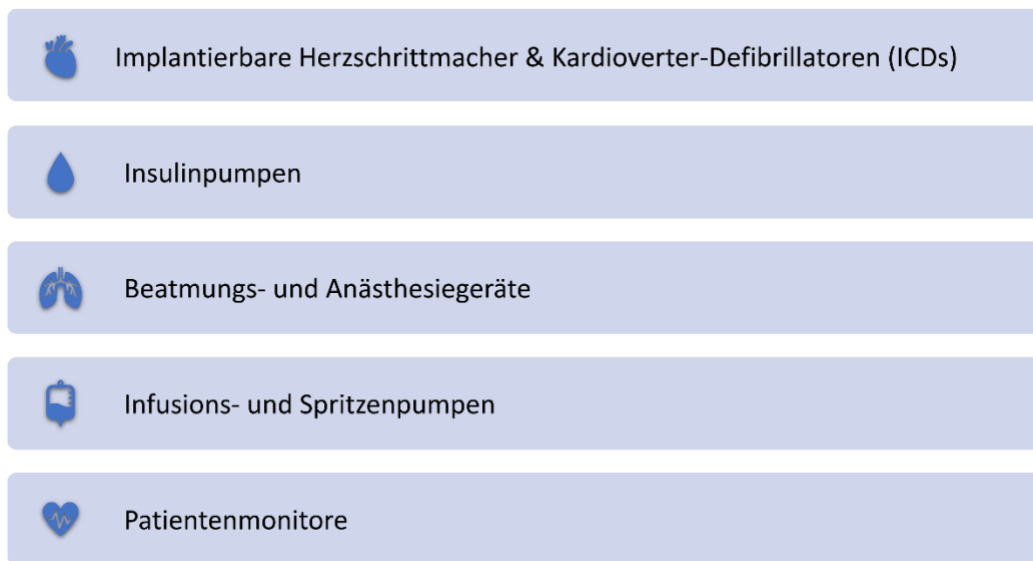 Implantierbare Herzschrittmacher & Kardioverter-Defibrillatoren (ICDs)
Insulinpumpen
Beatmungs- und Anästhesiegeräte
Infusions- und Spritzenpumpen
Patientenmonitore